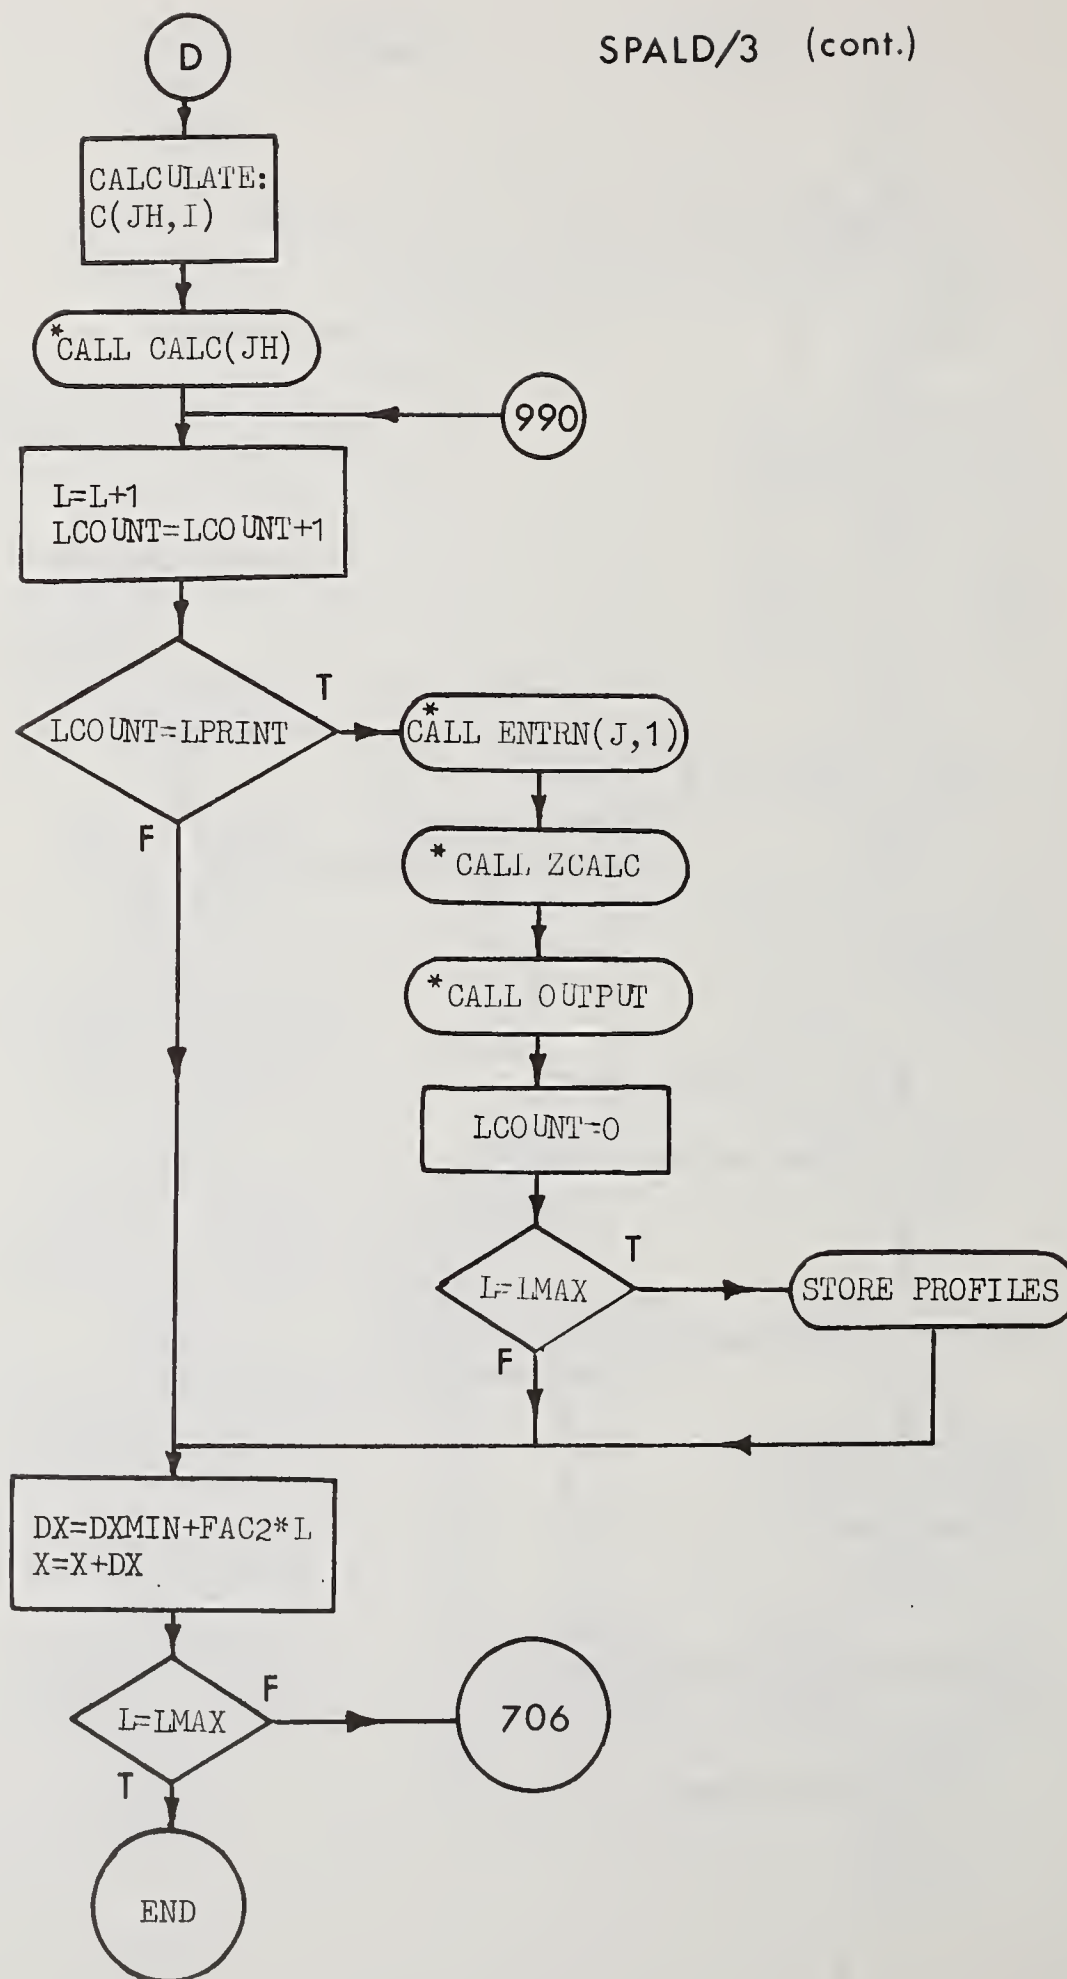 SPALD/3 (cont.)
D
CALCULATE:
C(JH,I)
*CALL CALC(JH)
990
L=L+1
LCOUNT=LCOUNT+1
LCOUNT=LPRINT
T
F
*CALL ENTRN(J,1)
*CALL ZCALC
*CALL OUTPUT
LCOUNT=0
L=LMAX
T
F
STORE PROFILES
DX=DXMIN+FAC2*L
X=X+DX
L=LMAX
F
T
706
END